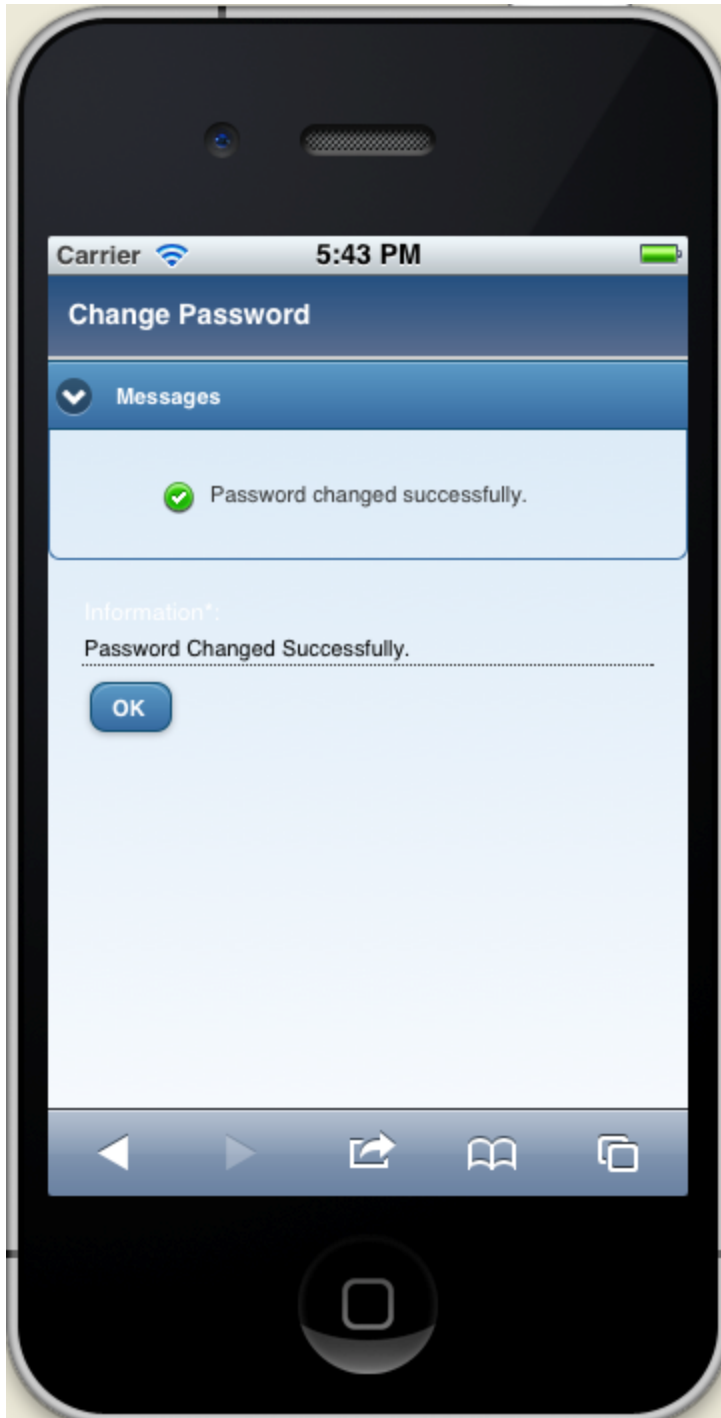 Carrier 5:43 PM
Change Password
Messages
Password changed successfully.
Information*:
Password Changed Successfully.
OK